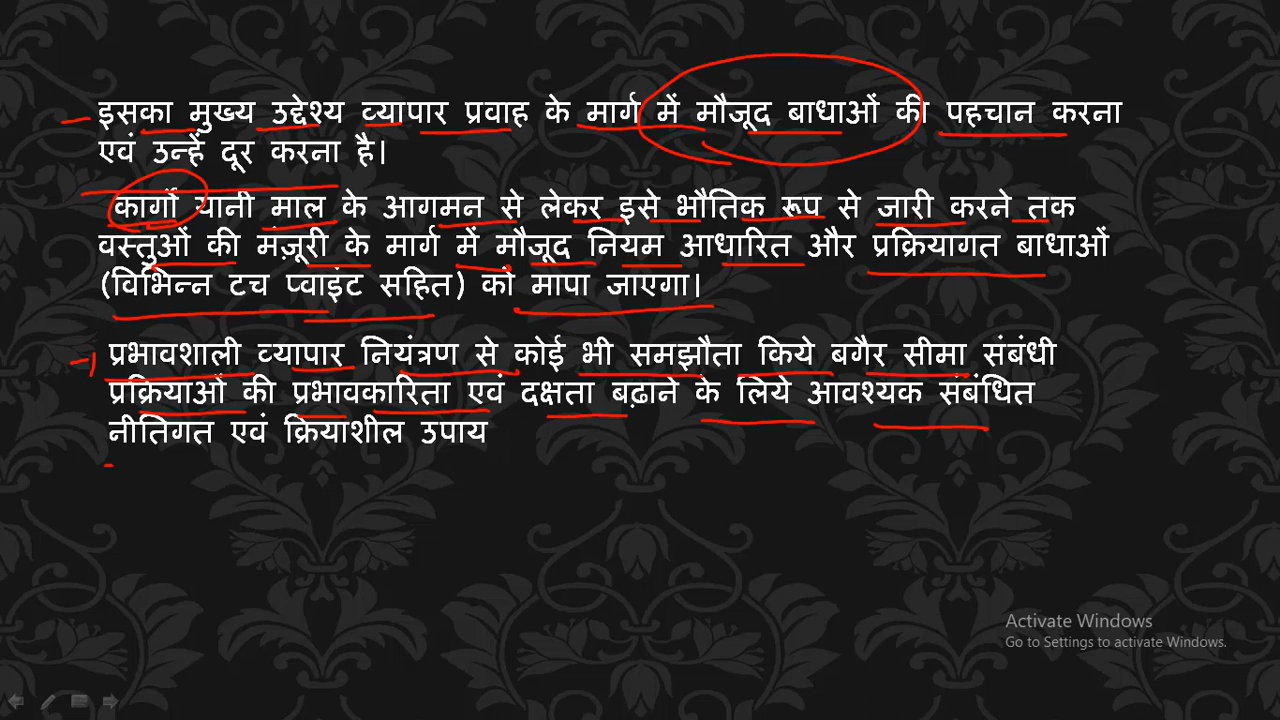 इसका मुख्य उद्देश्य व्यापार प्रवाह के मार्ग में मौजूद बाधाओं की पहचान करना
एवं उन्हें दूर करना है।
कार्गो यानी माल के आगमन से लेकर इसे भौतिक रूप से जारी करने तक
वस्तुओं की मंज़ूरी के मार्ग में मौजूद नियम आधारित और प्रक्रियागत बाधाओं
(विभिन्न टच प्वाइंट सहित) को मापा जाएगा।
प्रभावशाली व्यापार नियंत्रण से कोई भी समझौता किये बगैर सीमा संबंधी
प्रक्रियाओं की प्रभावकारिता एवं दक्षता बढ़ाने के लिये आवश्यक संबंधित
नीतिगत एवं क्रियाशील उपाय
Activate Windows
Go to Settings to activate Windows.